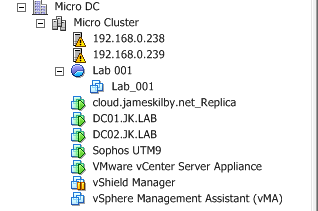 Micro DC
Micro Cluster
192.168.0.238
192.168.0.239
Lab 001
Lab_001
cloud.jameskilby.net_Replica
DC01.JK.LAB
DC02.JK.LAB
Sophos UTM9
VMware vCenter Server Appliance
vShield Manager
vSphere Management Assistant (vMA)